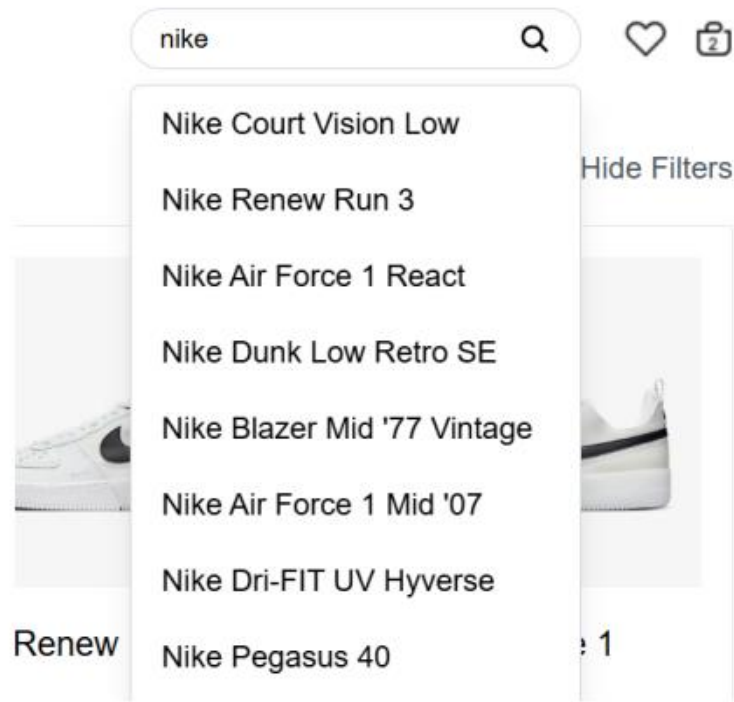 nike
2
Nike Court Vision Low
Hide Filters
Nike Renew Run 3
Nike Air Force 1 React
Nike Dunk Low Retro SE
Nike Blazer Mid '77 Vintage
Nike Air Force 1 Mid '07
Nike Dri-FIT UV Hyverse
Renew
1
Nike Pegasus 40